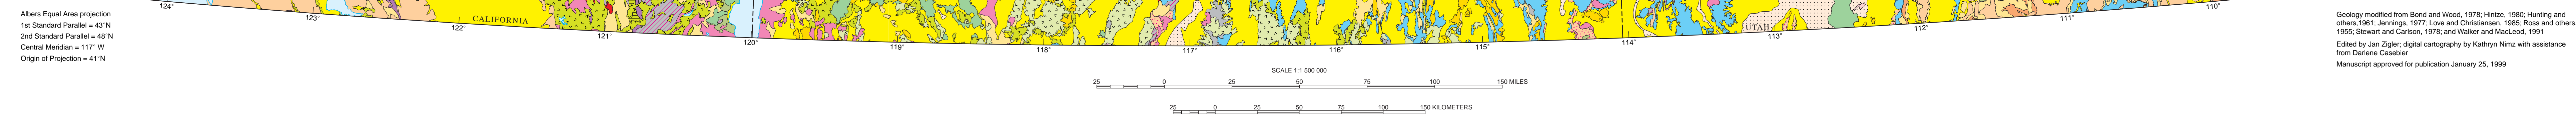 Albers Equal Area projection
1st Standard Parallel = 43°N
2nd Standard Parallel = 48°N
Central Meridian = 117° W
Origin of Projection = 41°N
124°
123°
CALIFORNIA
122°
121°
120°
119°
118°
117°
116°
115°
114°
UTAH
113°
112°
111°
110°
SCALE 1:1 500 000
25 0 25 50 75 100 150 MILES
25 0 25 50 75 100 150 KILOMETERS
Geology modified from Bond and Wood, 1978; Hintze, 1980; Hunting and
others,1961; Jennings, 1977; Love and Christiansen, 1985; Ross and others,
1955; Stewart and Carlson, 1978; and Walker and MacLeod, 1991
Edited by Jan Zigler; digital cartography by Kathryn Nimz with assistance
from Darlene Casebier
Manuscript approved for publication January 25, 1999